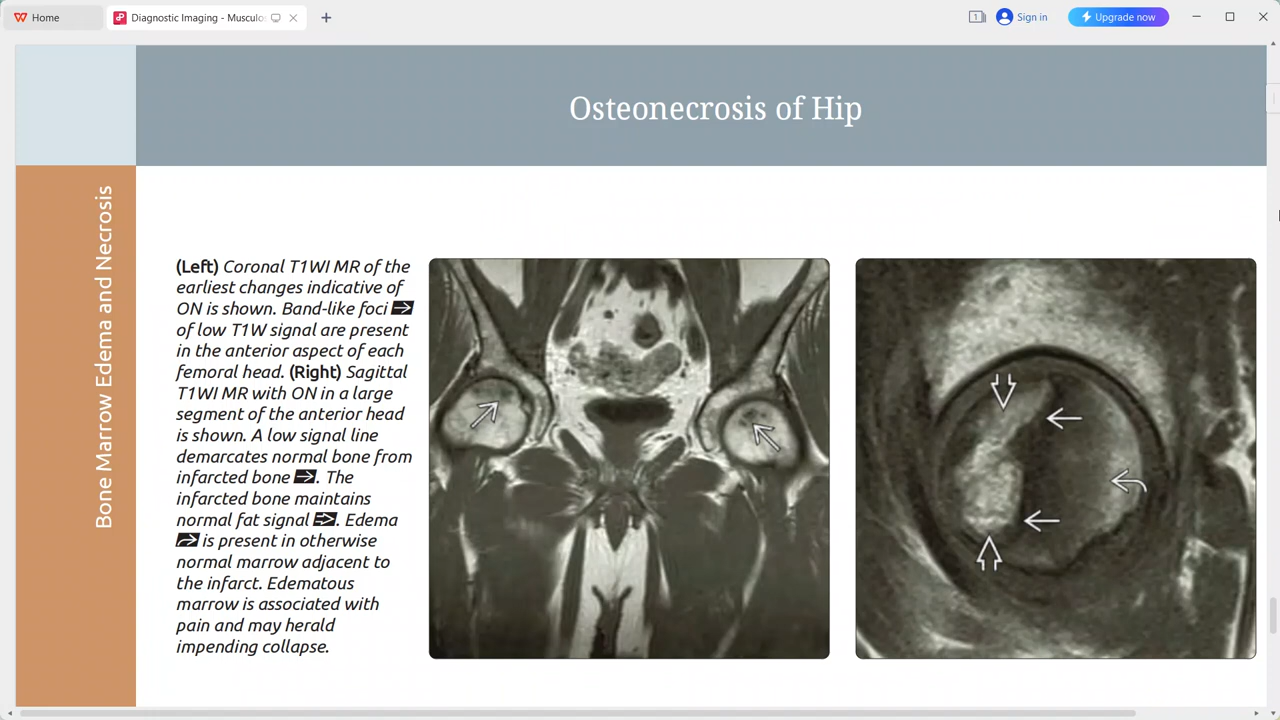 Home
Diagnostic Imaging - Musculos
1
Sign in
Upgrade now
Osteonecrosis of Hip
Bone Marrow Edema and Necrosis
(Left) Coronal T1WI MR of the
earliest changes indicative of
ON is shown. Band-like foci
of low T1W signal are present
in the anterior aspect of each
femoral head. (Right) Sagittal
T1WI MR with ON in a large
segment of the anterior head
is shown. A low signal line
demarcates normal bone from
infarcted bone . The
infarcted bone maintains
normal fat signal . Edema
is present in otherwise
normal marrow adjacent to
the infarct. Edematous
marrow is associated with
pain and may herald
impending collapse.